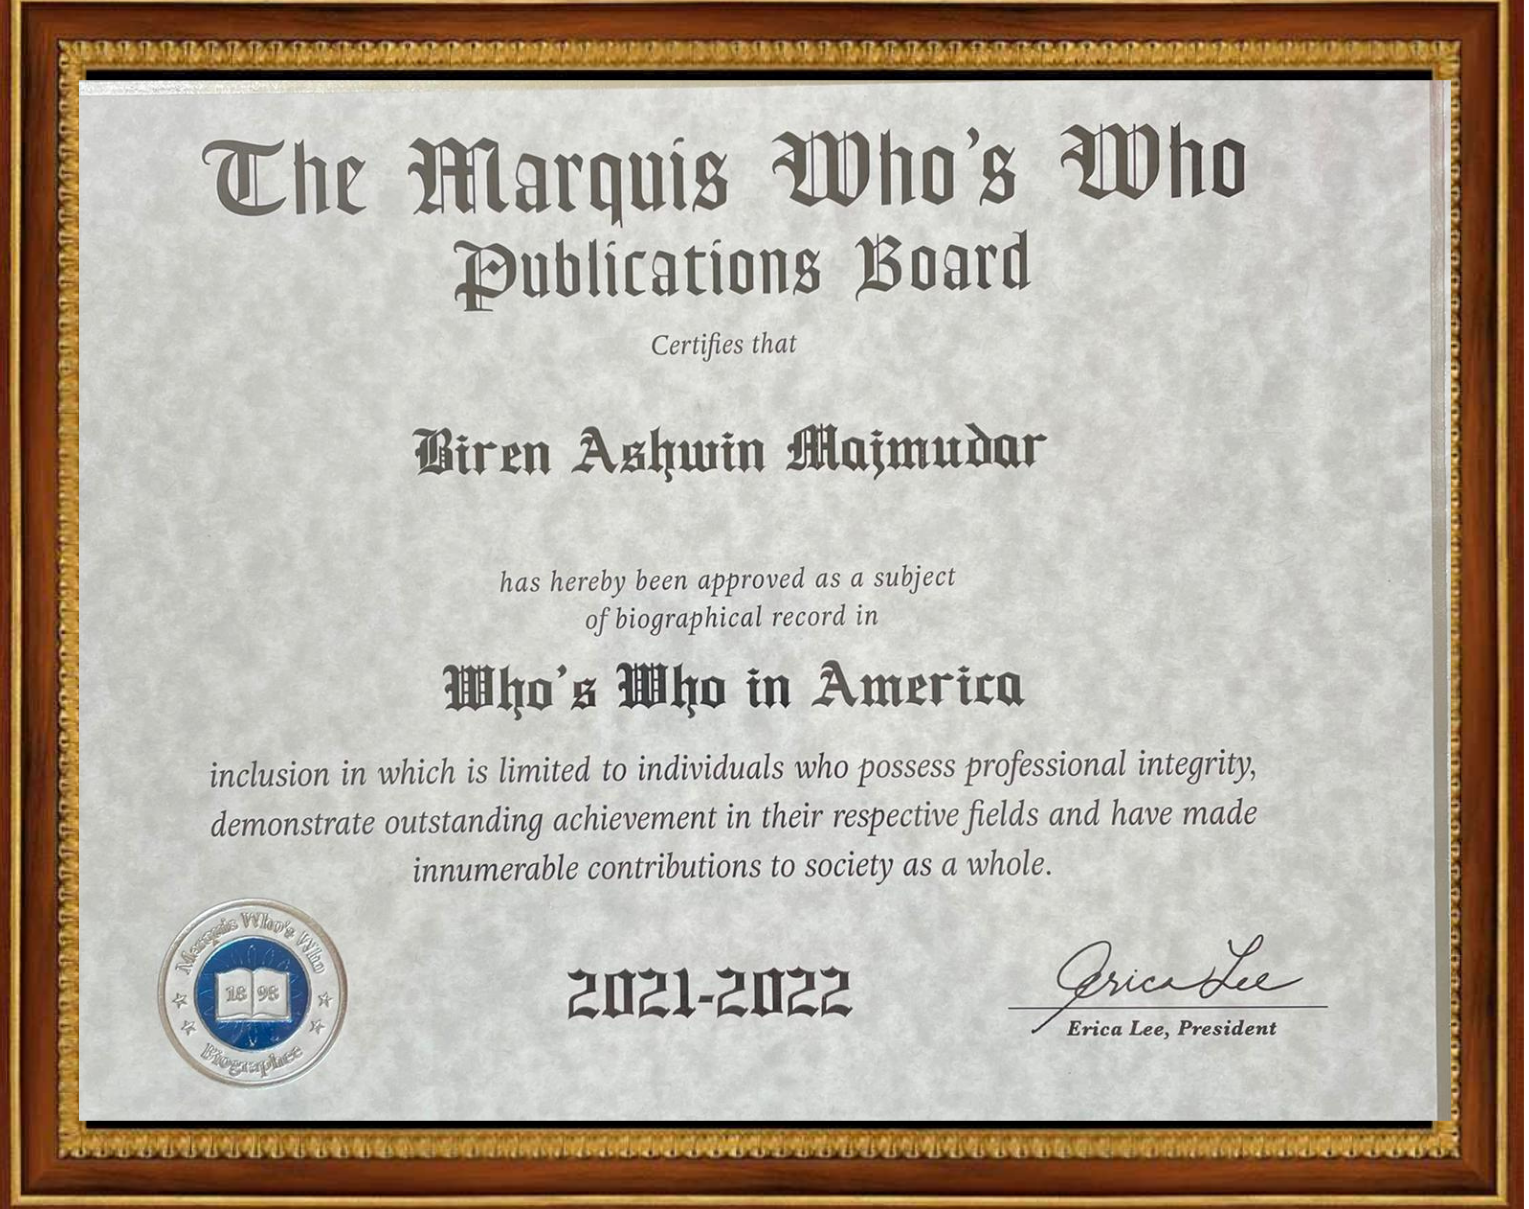 The Marquis Who's Who
Publications Board
Certifies that
Biren Ashwin Majmudar
has hereby been approved as a subject
of biographical record in
Who's Who in America
inclusion in which is limited to individuals who possess professional integrity,
demonstrate outstanding achievement in their respective fields and have made
innumerable contributions to society as a whole.
Marquis Who's Who
1898
Biographee
2021-2022
Erica Lee
Erica Lee, President